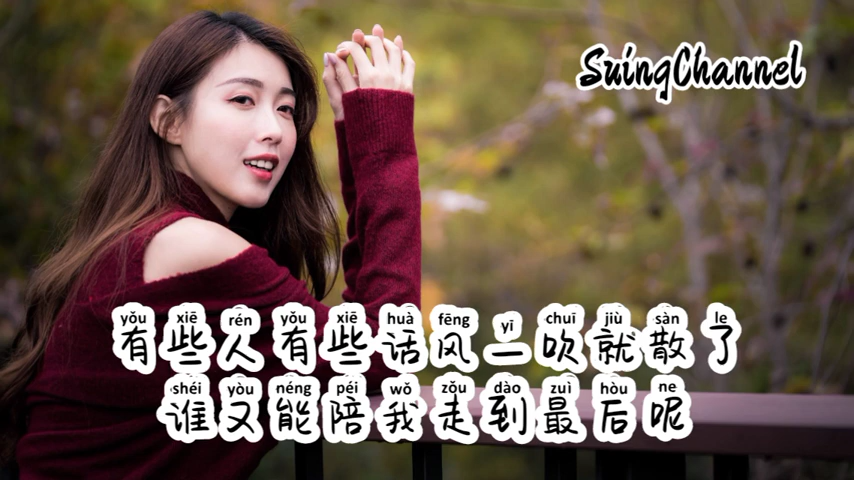 SuingChannel
yǒu xiē rén yǒu xiē huà fēng yī chuī jiù sàn le
有些人有些话风一吹就散了
shéi yòu néng péi wǒ zǒu dào zuì hòu ne
谁又能陪我走到最后呢